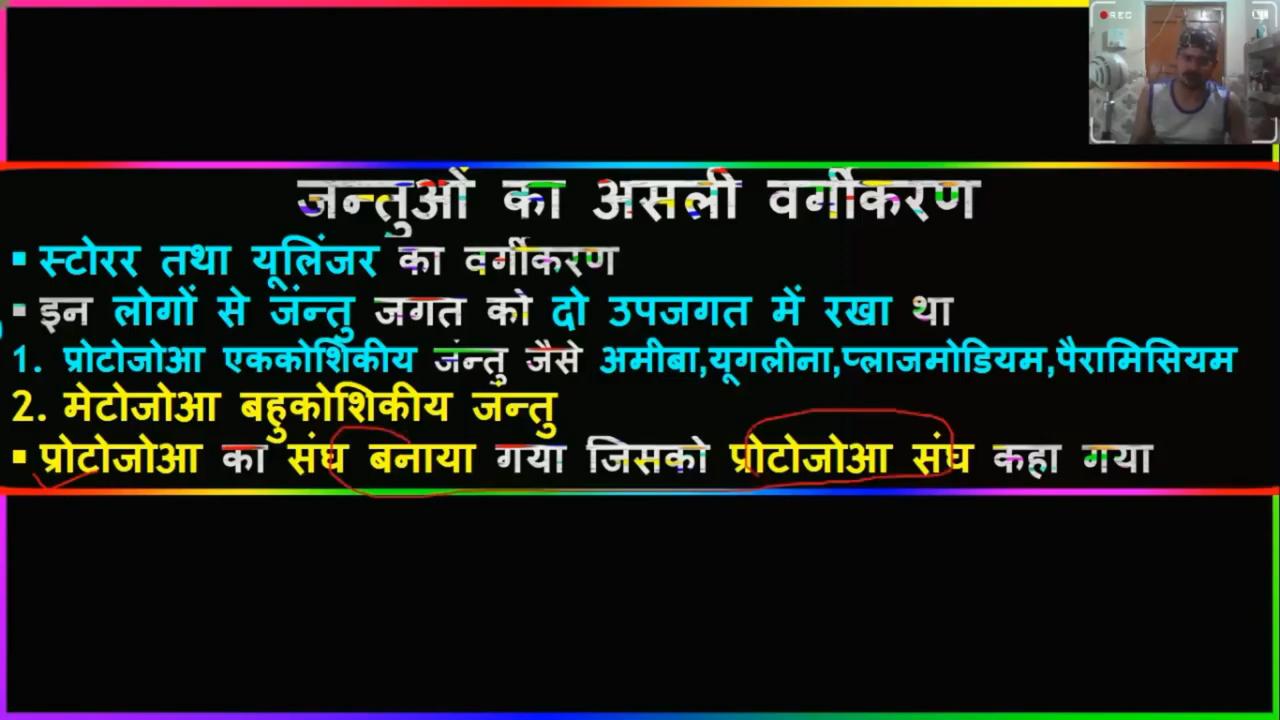 REC
जन्तुओं का असली वर्गीकरण
▪ स्टोरर तथा यूलिंजर का वर्गीकरण
▪ इन लोगों से जंन्तु जगत को दो उपजगत में रखा था
1. प्रोटोजोआ एककोशिकीय जंन्तु जैसे अमीबा,यूगलीना,प्लाजमोडियम,पैरामिसियम
2. मेटोजोआ बहुकोशिकीय जंन्तु
▪ प्रोटोजोआ का संघ बनाया गया जिसको प्रोटोजोआ संघ कहा गया